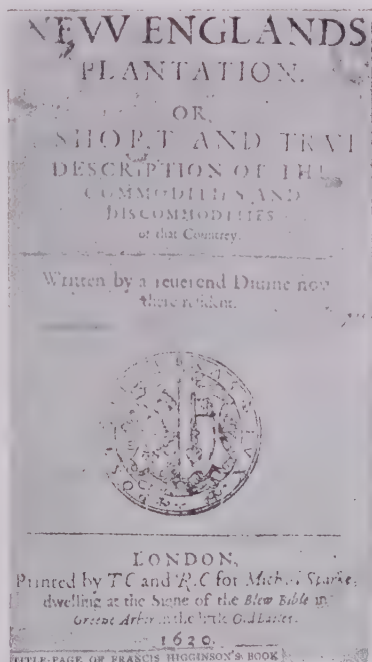 NEVV ENGLANDS
PLANTATION.
OR,
SHORT AND TRVE
DESCRIPTION OF THE
COMMODITIES AND
DISCOMMODITIES
of that Countrey.
Written by a reuerend Diuine now
there resident.
LONDON,
Printed by T C and R. C for Michael Sparke,
dwelling at the Signe of the Blew Bible in
Greene Arbor in the little Old Bailey.
1630.
TITLE-PAGE OF FRANCIS HIGGINSON'S BOOK